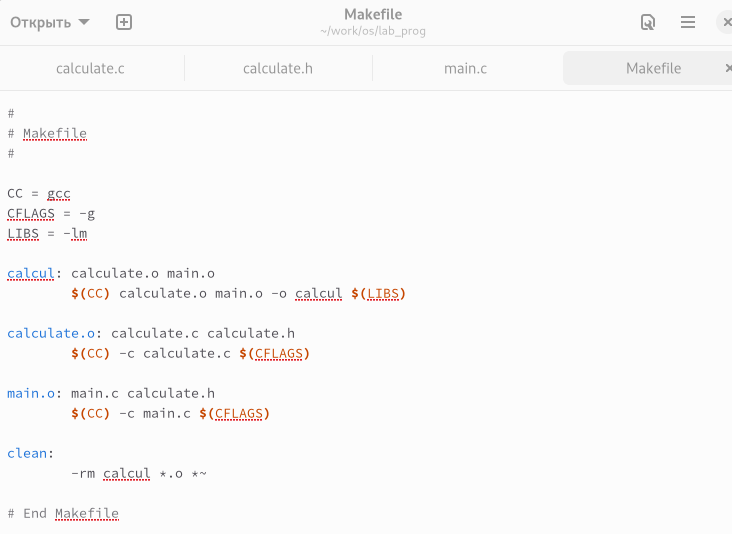 Открыть
Makefile
~/work/os/lab_prog
calculate.c
calculate.h
main.c
Makefile
#
# Makefile
#
CC = gcc
CFLAGS = -g
LIBS = -lm
calcul: calculate.o main.o
$(CC) calculate.o main.o -o calcul $(LIBS)
calculate.o: calculate.c calculate.h
$(CC) -c calculate.c $(CFLAGS)
main.o: main.c calculate.h
$(CC) -c main.c $(CFLAGS)
clean:
-rm calcul *.o *~
# End Makefile